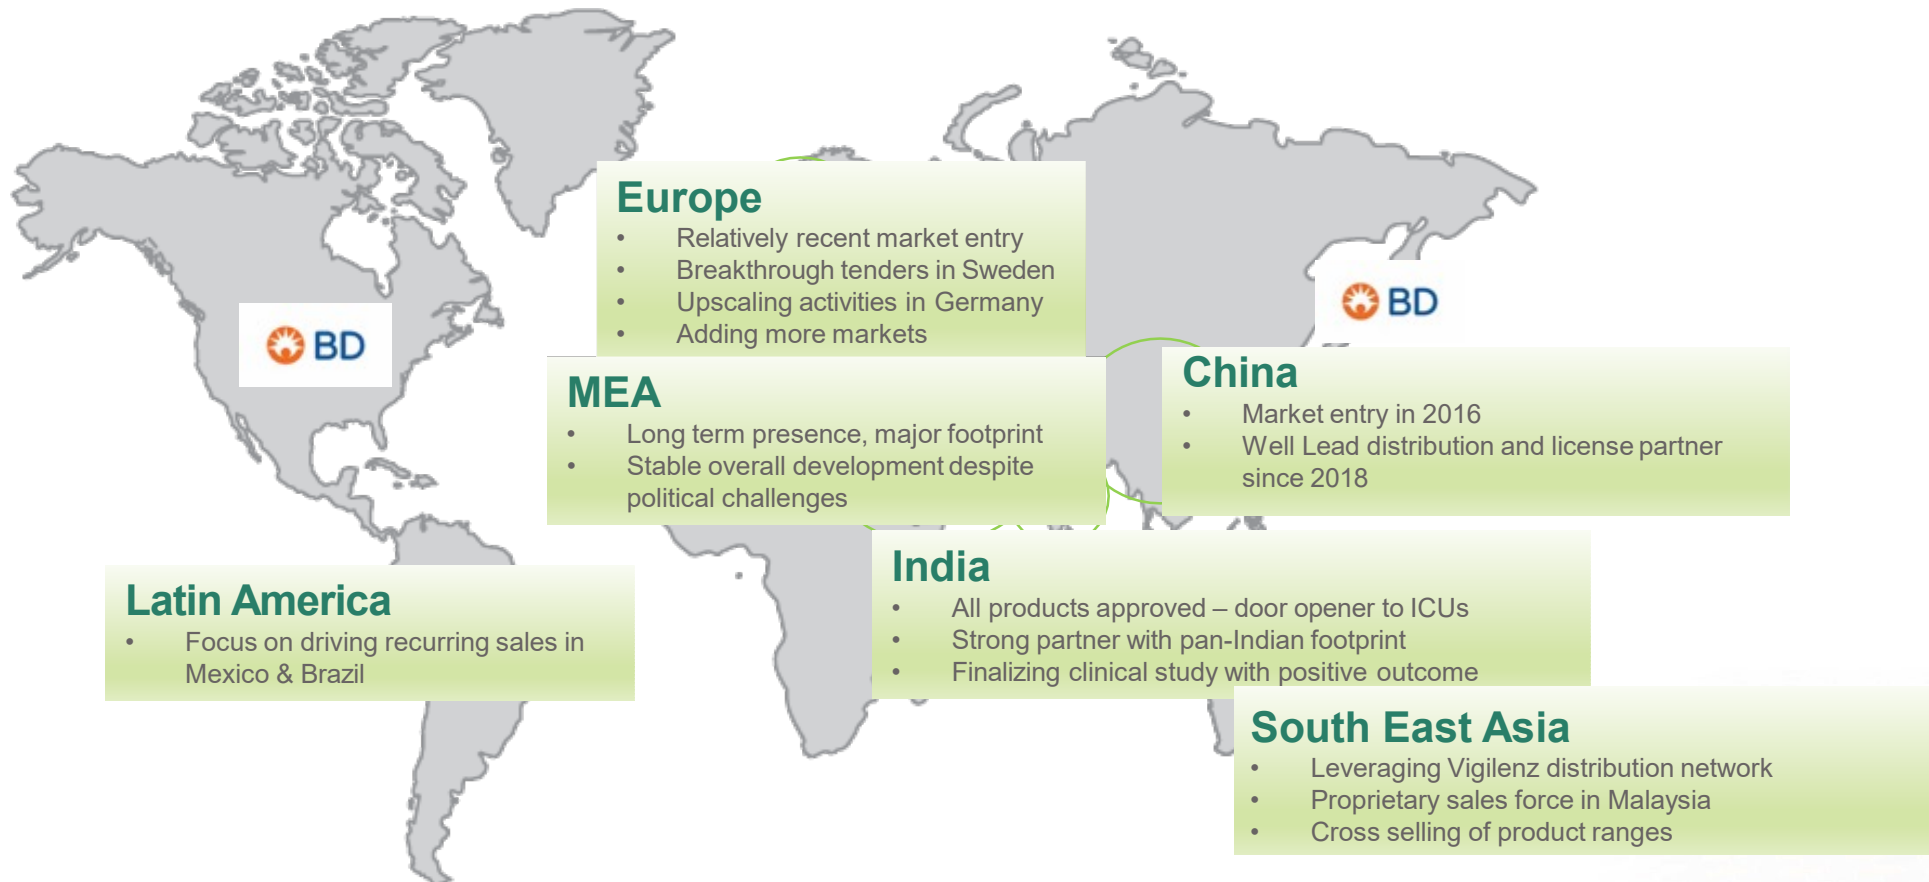 Europe
• Relatively recent market entry
• Breakthrough tenders in Sweden
• Upscaling activities in Germany
• Adding more markets
BD
BD
MEA
• Long term presence, major footprint
• Stable overall development despite
political challenges
China
• Market entry in 2016
• Well Lead distribution and license partner
since 2018
Latin America
• Focus on driving recurring sales in
Mexico & Brazil
India
• All products approved – door opener to ICUs
• Strong partner with pan-Indian footprint
• Finalizing clinical study with positive outcome
South East Asia
• Leveraging Vigilenz distribution network
• Proprietary sales force in Malaysia
• Cross selling of product ranges